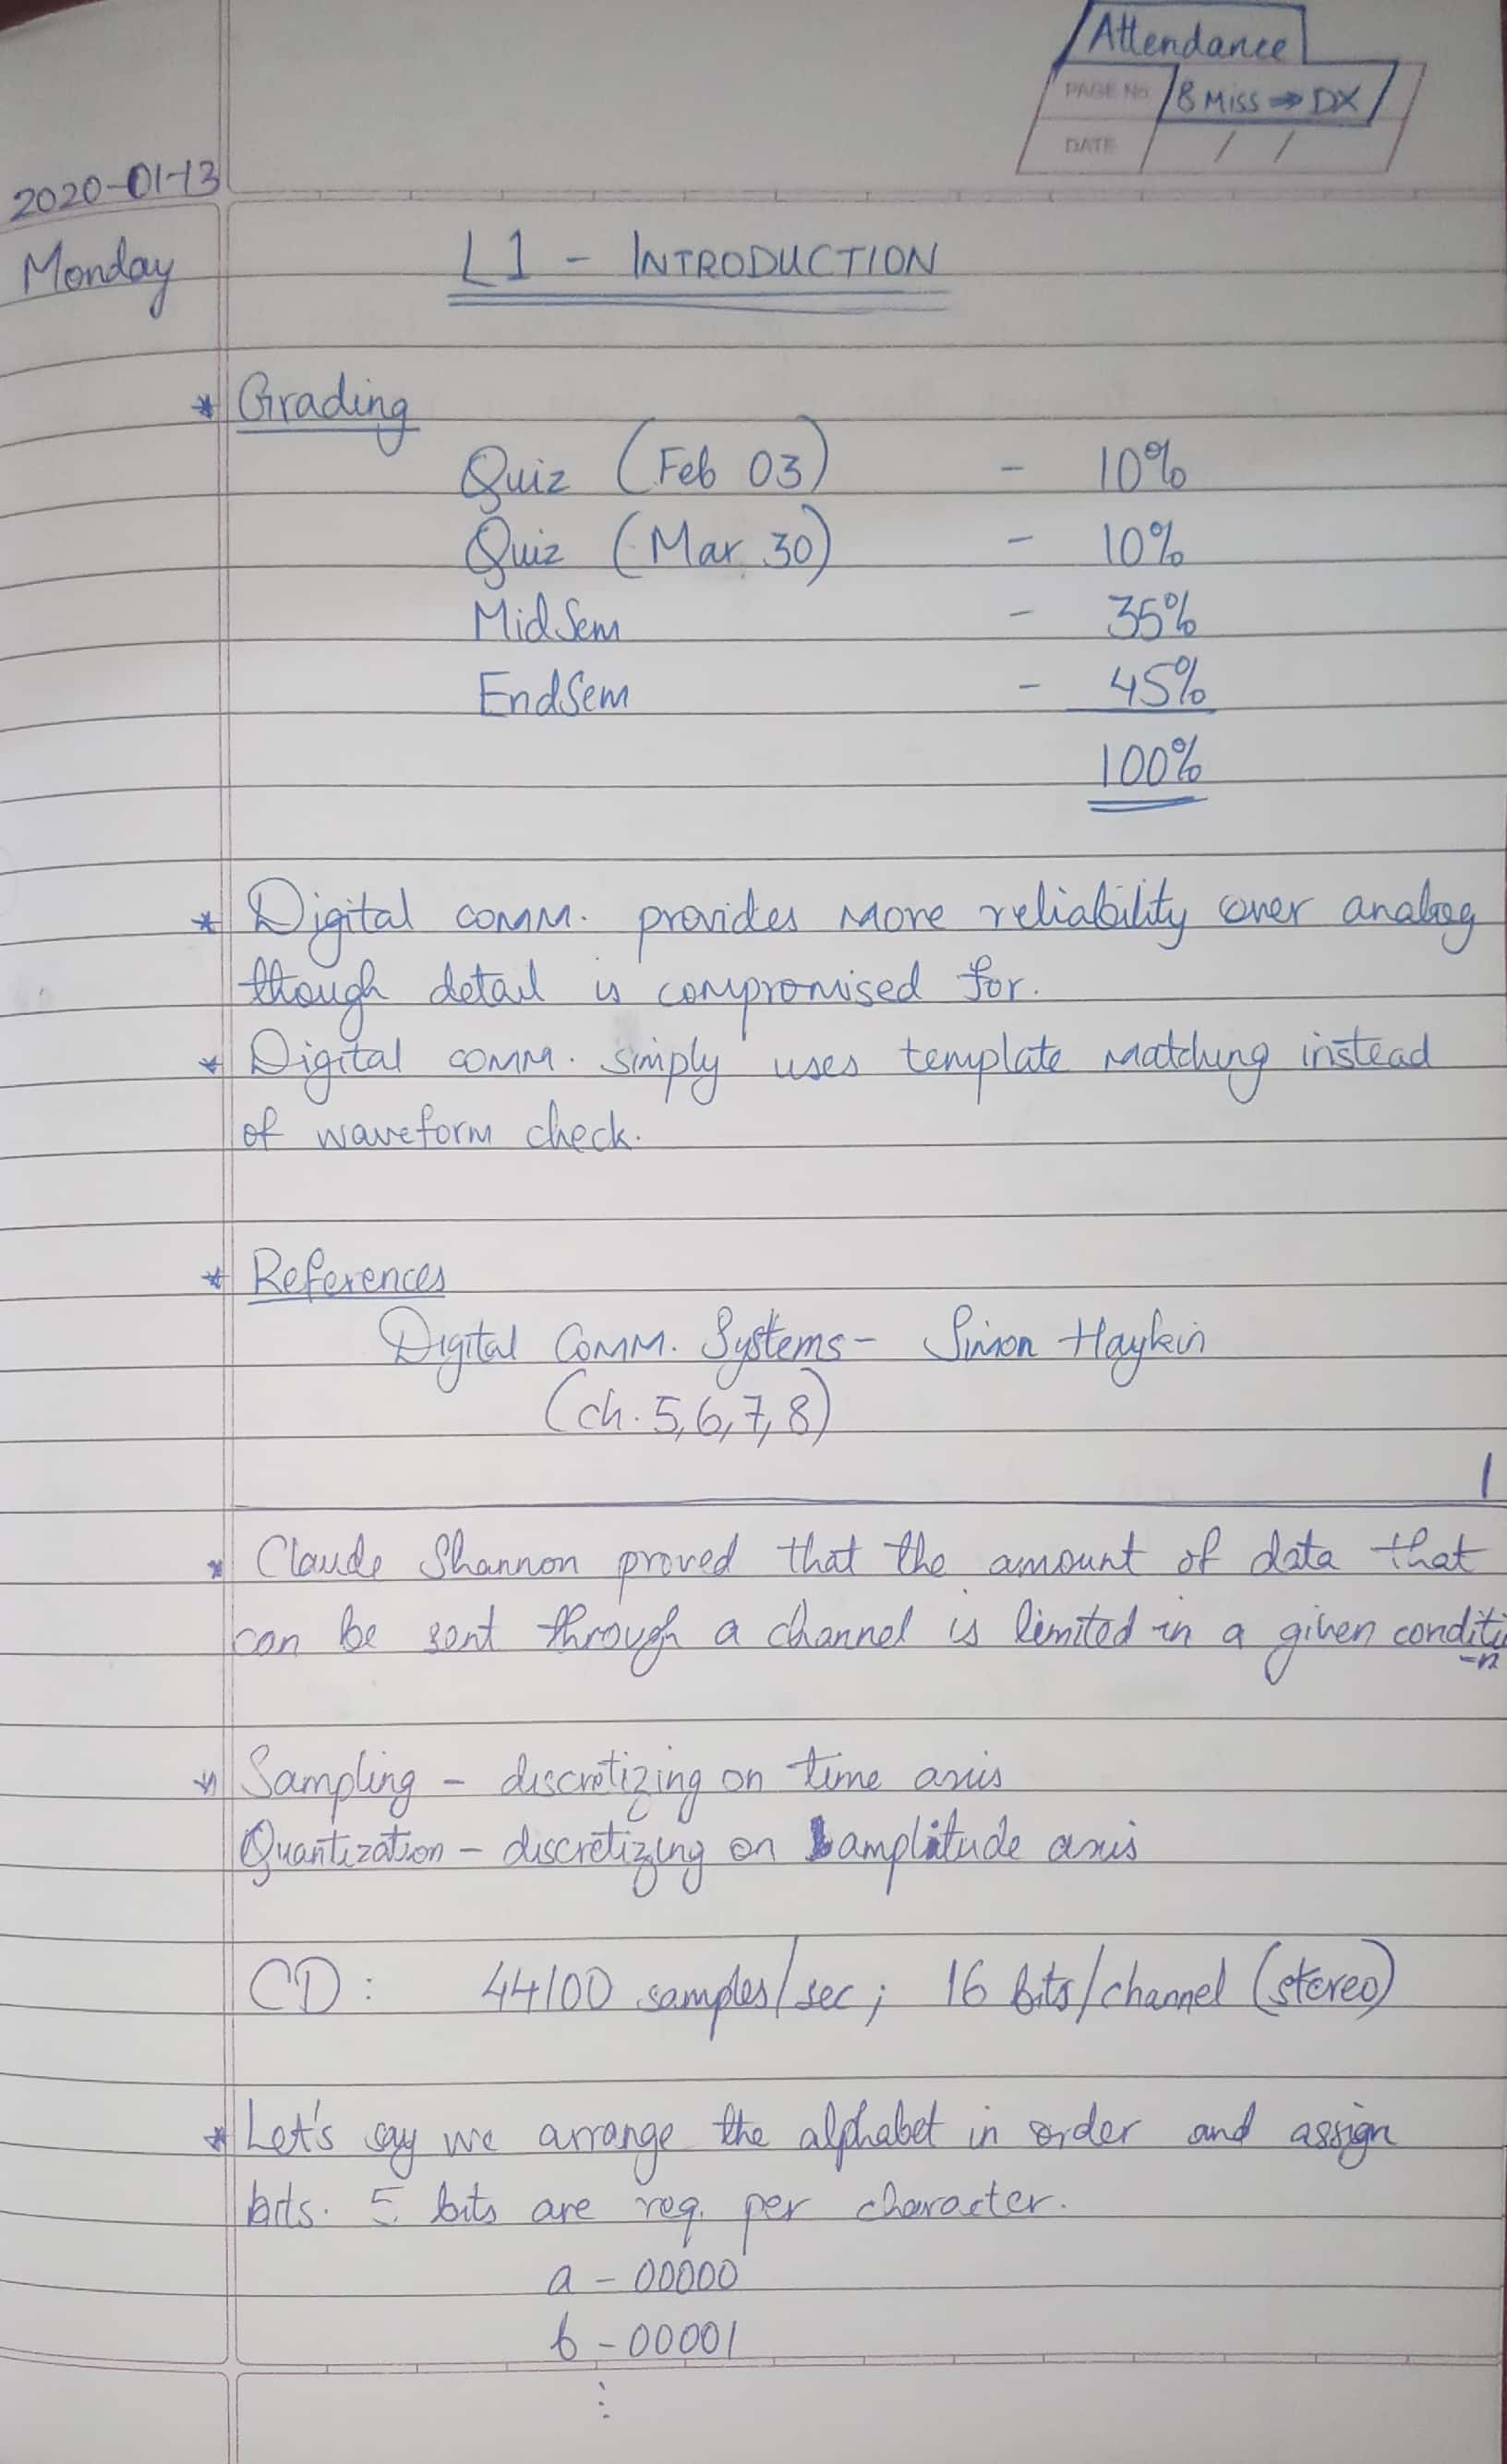 Attendance
PAGE No. 8 Miss ⇒ DX
DATE / /
2020-01-13
Monday
L1 - INTRODUCTION
* Grading
Quiz (Feb 03) - 10%
Quiz (Mar 30) - 10%
MidSem - 35%
EndSem - 45%
100%
* Digital comm. provides more reliability over analog
though detail is compromised for.
* Digital comm. simply uses template matching instead
of waveform check.
* References
Digital Comm. Systems - Simon Haykin
(ch. 5,6,7,8)
1
* Claude Shannon proved that the amount of data that
can be sent through a channel is limited in a given conditio
-n
* Sampling - discretizing on time axis
Quantization - discretizing on amplitude axis
CD: 44100 samples/sec; 16 bits/channel (stereo)
* Let's say we arrange the alphabet in order and assign
bits. 5 bits are req. per character.
a - 00000
b - 00001
⋮